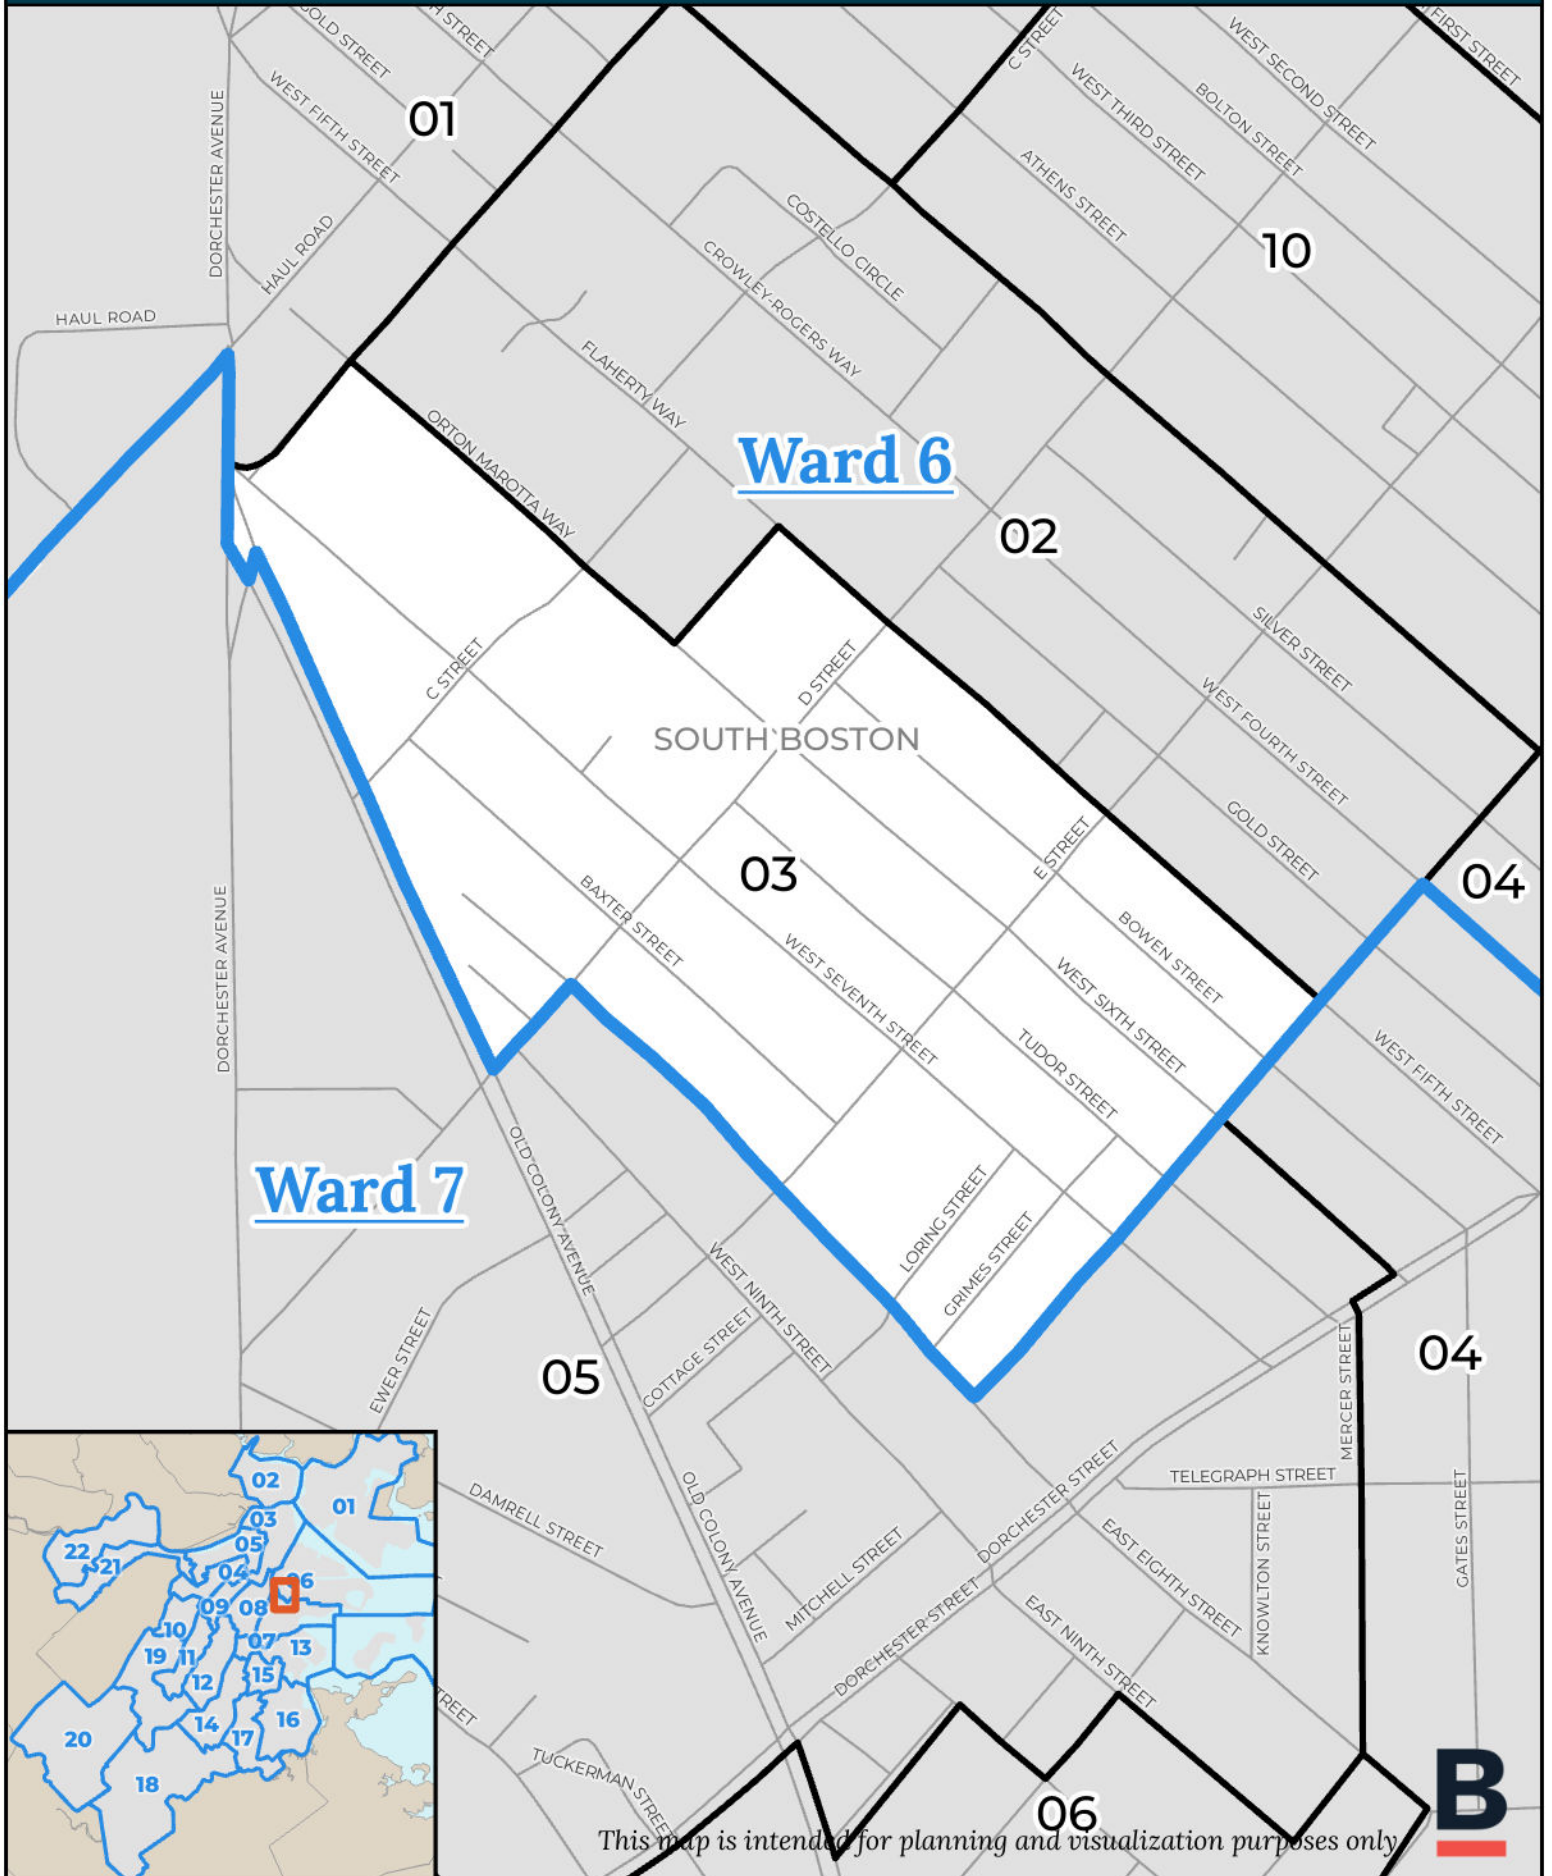 GOLD STREET
H STREET
C STREET
WEST SECOND STREET
FIRST STREET
WEST FIFTH STREET
01
WEST THIRD STREET
BOLTON STREET
DORCHESTER AVENUE
ATHENS STREET
HAUL ROAD
COSTELLO CIRCLE
10
CROWLEY-ROGERS WAY
HAUL ROAD
FLAHERTY WAY
ORTON MAROTTA WAY
Ward 6
02
SILVER STREET
C STREET
D STREET
WEST FOURTH STREET
SOUTH BOSTON
GOLD STREET
E STREET
03
04
BAXTER STREET
BOWEN STREET
DORCHESTER AVENUE
WEST SEVENTH STREET
WEST SIXTH STREET
TUDOR STREET
WEST FIFTH STREET
Ward 7
OLD COLONY AVENUE
LORING STREET
GRIMES STREET
WEST NINTH STREET
EWER STREET
COTTAGE STREET
05
MERCER STREET
04
TELEGRAPH STREET
DORCHESTER STREET
DAMRELL STREET
OLD COLONY AVENUE
MITCHELL STREET
EAST EIGHTH STREET
KNOWLTON STREET
GATES STREET
DORCHESTER STREET
EAST NINTH STREET
TREET
TUCKERMAN STREET
06
This map is intended for planning and visualization purposes only
B
02
01
03
05
22
21
04
06
09
08
10
07
13
19
11
12
15
14
16
17
20
18